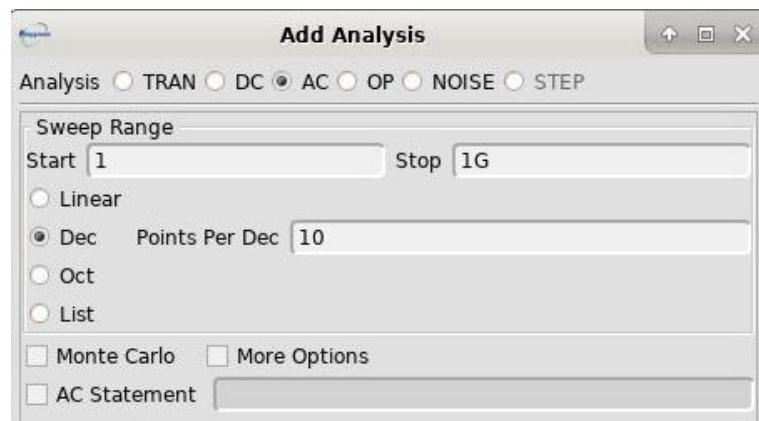 Add Analysis
Analysis TRAN DC AC OP NOISE STEP
Sweep Range
Start 1 Stop 1G
Linear
Dec Points Per Dec 10
Oct
List
Monte Carlo More Options
AC Statement